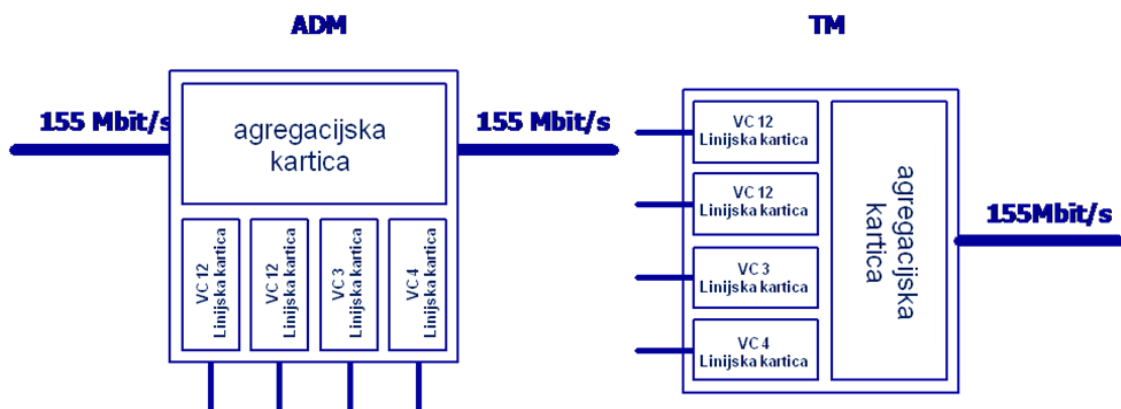 ADM
155 Mbit/s
agregacijska
kartica
155 Mbit/s
VC 12
Linijska kartica
VC 12
Linijska kartica
VC 3
Linijska kartica
VC 4
Linijska kartica
TM
VC 12
Linijska kartica
VC 12
Linijska kartica
VC 3
Linijska kartica
VC 4
Linijska kartica
agregacijska
kartica
155Mbit/s